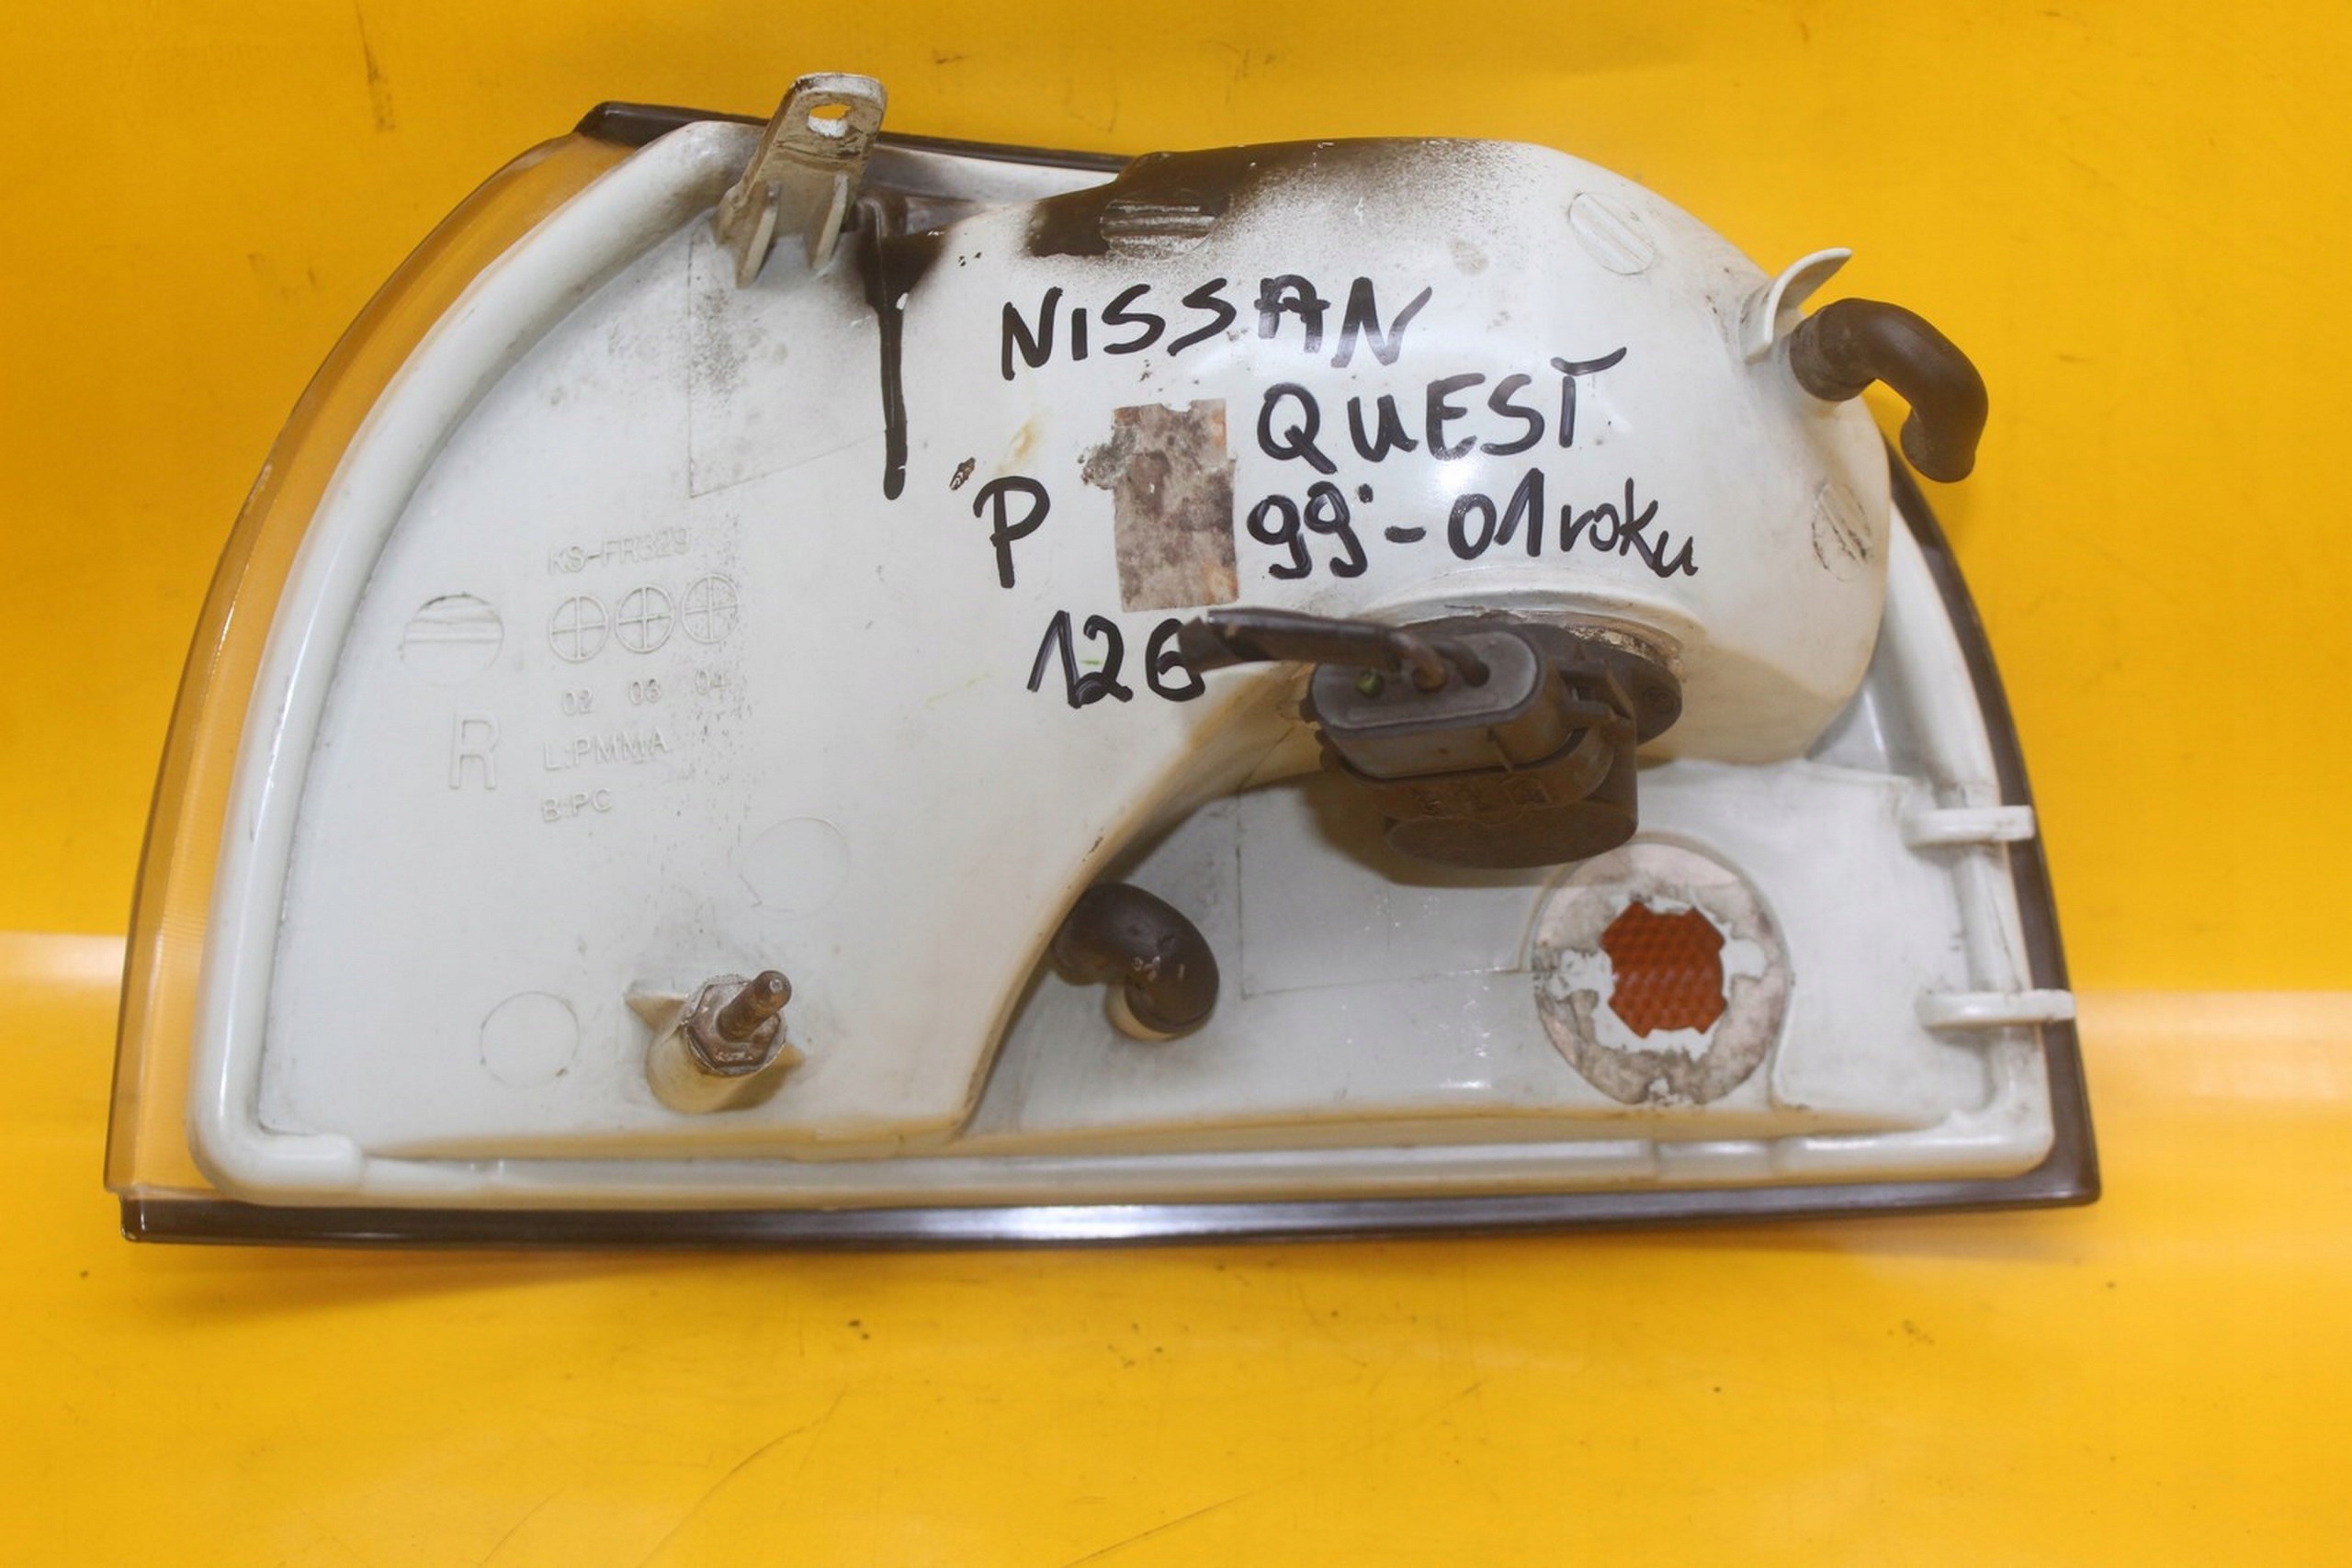 NISSAN
QUEST
P 99'-01 roku
126
KS-FR329
02 03 04
R
L:PMMA
B:PC